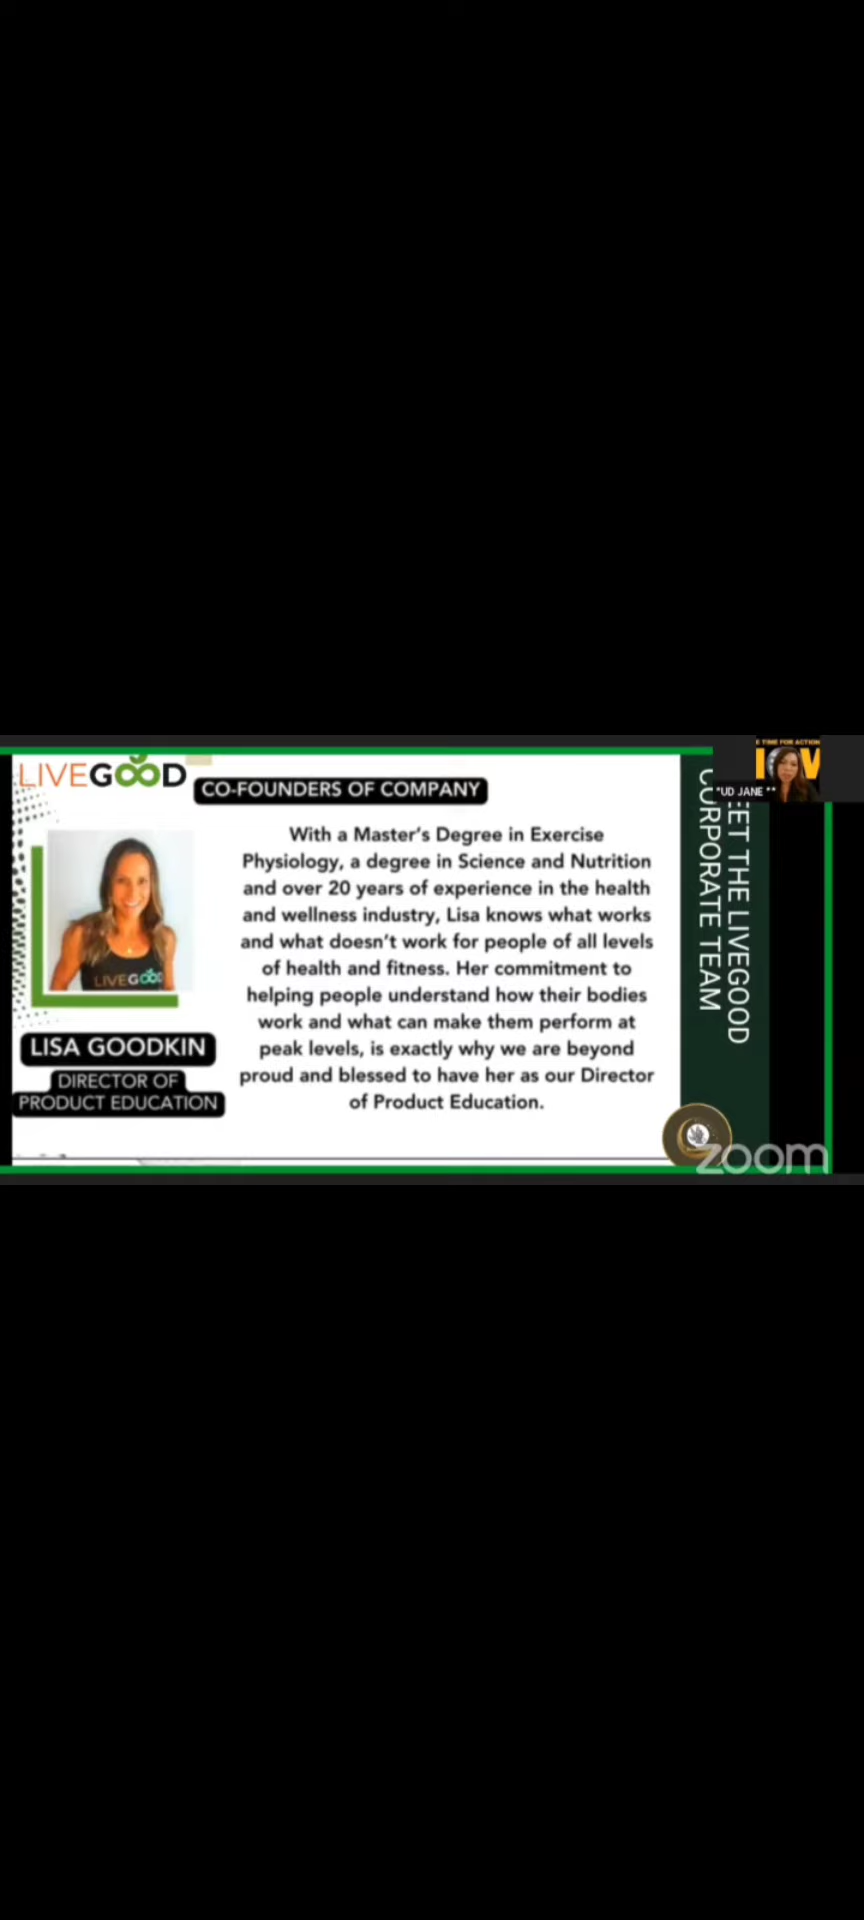 LIVEGOOD
CO-FOUNDERS OF COMPANY
With a Master's Degree in Exercise
Physiology, a degree in Science and Nutrition
and over 20 years of experience in the health
and wellness industry, Lisa knows what works
and what doesn't work for people of all levels
of health and fitness. Her commitment to
helping people understand how their bodies
work and what can make them perform at
peak levels, is exactly why we are beyond
proud and blessed to have her as our Director
of Product Education.
LIVEGOOD
LISA GOODKIN
DIRECTOR OF
PRODUCT EDUCATION
EET THE LIVEGOOD
CORPORATE TEAM
E TIME FOR ACTION
*UD JANE **
zoom